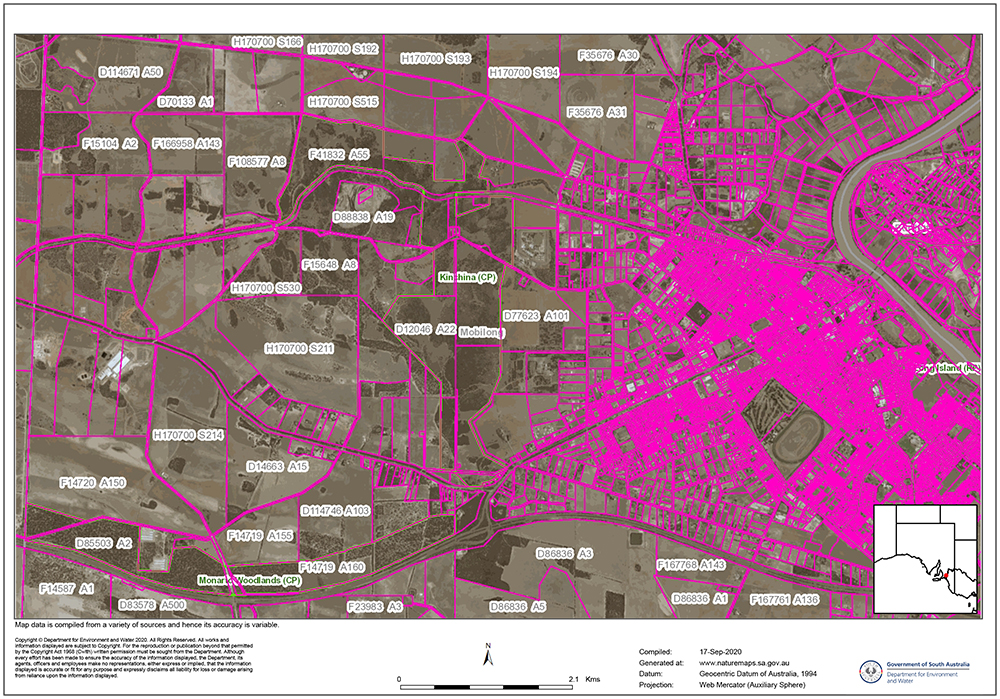 H170700 S166
H170700 S192
H170700 S193
F35676 A30
D114671 A50
H170700 S194
D70133 A1
H170700 S515
F35676 A31
F15104 A2
F166958 A143
F108577 A8
F41832 A55
D88838 A19
F15648 A8
Kinchina (CP)
H170700 S530
D77623 A101
D12046 A22
Mobilong
H170700 S211
Island (RP)
H170700 S214
D14663 A15
F14720 A150
D114746 A103
F14719 A155
D85503 A2
D86836 A3
F14719 A160
F167768 A143
Monarto Woodlands (CP)
F14587 A1
D83578 A500
F23983 A3
D86836 A5
D86836 A1
F167761 A136
Map data is compiled from a variety of sources and hence its accuracy is variable.
Copyright © Department for Environment and Water 2020. All Rights Reserved. All works and
information displayed are subject to Copyright. For the reproduction or publication beyond that permitted
by the Copyright Act 1968 (Cwlth) written permission must be sought from the Department. Although
every effort has been made to ensure the accuracy of the information displayed, the Department, its
agents, officers and employees make no representations, either express or implied, that the information
displayed is accurate or fit for any purpose and expressly disclaims all liability for loss or damage arising
from reliance upon the information displayed.
N
0 2.1 Kms
Compiled: 17-Sep-2020
Generated at: www.naturemaps.sa.gov.au
Datum: Geocentric Datum of Australia, 1994
Projection: Web Mercator (Auxiliary Sphere)
Government of South Australia
Department for Environment
and Water